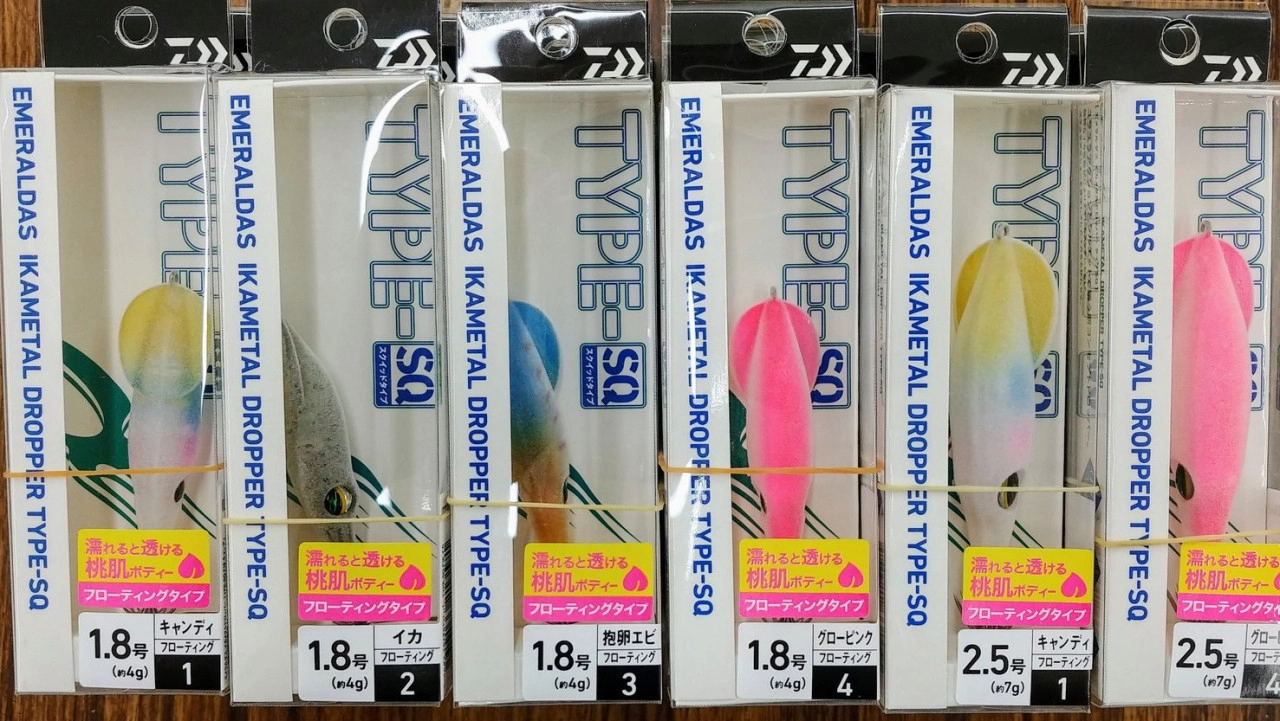 EMERALDAS IKAMETAL DROPPER TYPE-SQ
TYPE-
濡れると透ける
桃肌ボディー
フローティングタイプ
1.8号
(約4g)
キャンディ
フローティング
1
EMERALDAS IKAMETAL DROPPER TYPE-SQ
TYPE-
SQ
スクイッドタイプ
濡れると透ける
桃肌ボディー
フローティングタイプ
1.8号
(約4g)
イカ
フローティング
2
EMERALDAS IKAMETAL DROPPER TYPE-SQ
TYPE-
SQ
スクイッドタイプ
濡れると透ける
桃肌ボディー
フローティングタイプ
1.8号
(約4g)
抱卵エビ
フローティング
3
EMERALDAS IKAMETAL DROPPER TYPE-SQ
TYPE-
SQ
濡れると透ける
桃肌ボディー
フローティングタイプ
1.8号
(約4g)
グローピンク
フローティング
4
EMERALDAS IKAMETAL DROPPER TYPE-SQ
TYPE-
SQ
濡れると透ける
桃肌ボディー
フローティングタイプ
2.5号
(約7g)
キャンディ
フローティング
1
EMERALDAS IKAMETAL DROPPER TYPE-SQ
TYPE-
濡れると透ける
桃肌ボディー
フローティングタイプ
2.5号
(約7g)
4